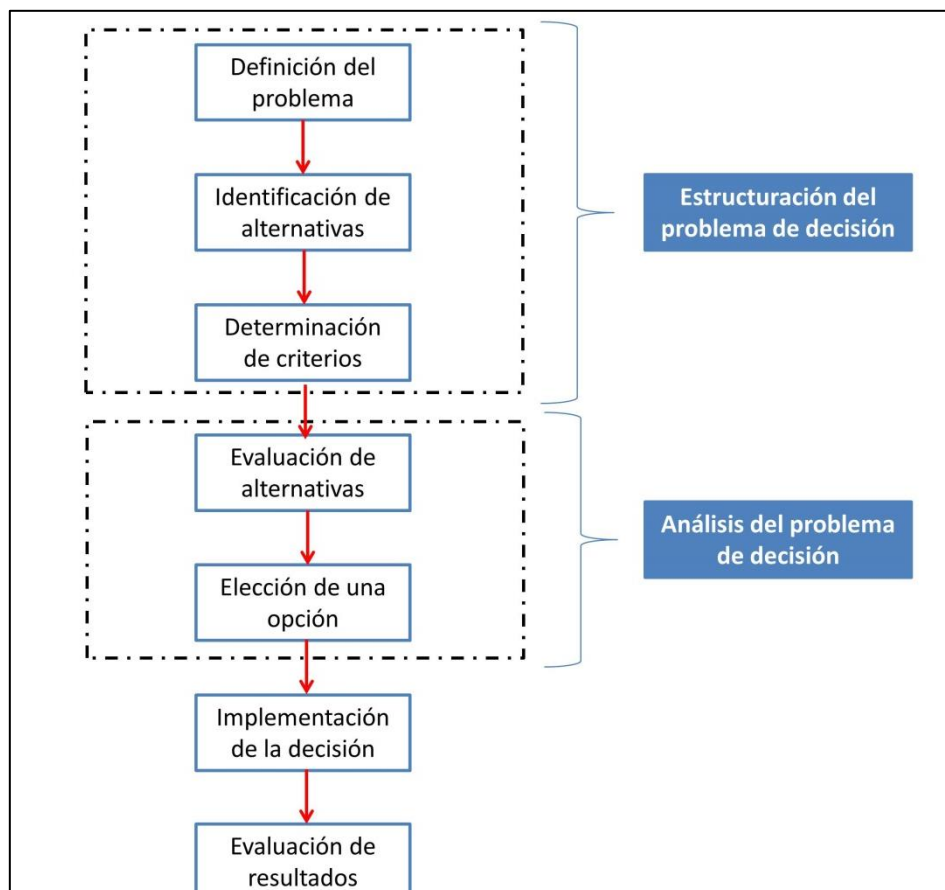 Definición del
problema
Identificación de
alternativas
Determinación
de criterios
Estructuración del
problema de decisión
Evaluación de
alternativas
Elección de una
opción
Análisis del problema
de decisión
Implementación
de la decisión
Evaluación de
resultados